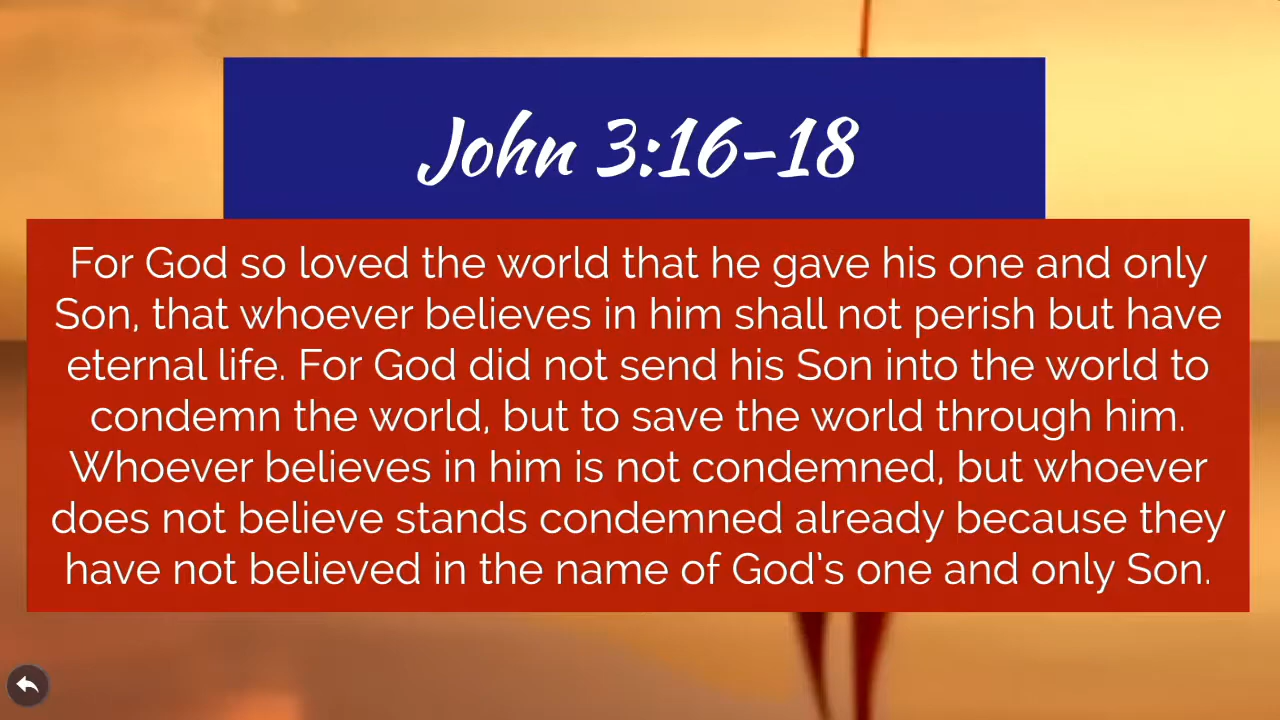 John 3:16-18
For God so loved the world that he gave his one and only
Son, that whoever believes in him shall not perish but have
eternal life. For God did not send his Son into the world to
condemn the world, but to save the world through him.
Whoever believes in him is not condemned, but whoever
does not believe stands condemned already because they
have not believed in the name of God's one and only Son.